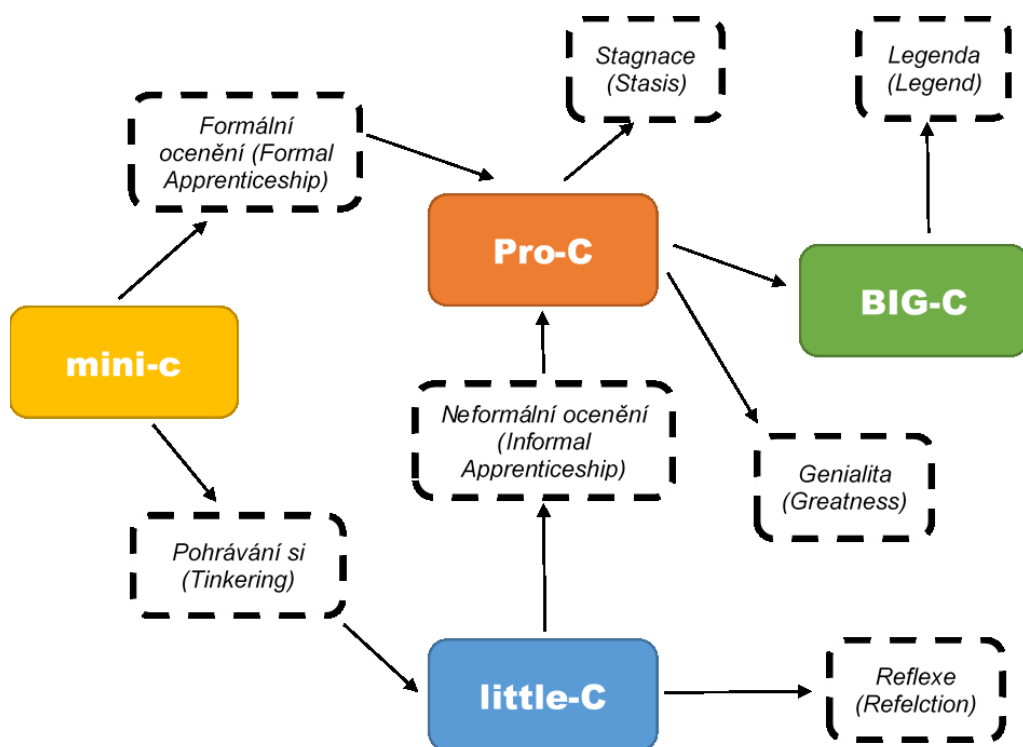 Stagnace
(Stasis)
Legenda
(Legend)
Formální
ocenění (Formal
Apprenticeship)
Pro-C
BIG-C
mini-c
Neformální ocenění
(Informal
Apprenticeship)
Genialita
(Greatness)
Pohrávání si
(Tinkering)
little-C
Reflexe
(Refelction)